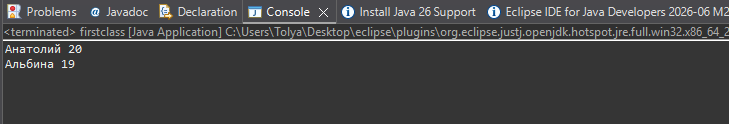 Problems Javadoc Declaration Console Install Java 26 Support Eclipse IDE for Java Developers 2026-06 M2
<terminated> firstclass [Java Application] C:\Users\Tolya\Desktop\eclipse\plugins\org.eclipse.justj.openjdk.hotspot.jre.full.win32.x86_64_2
Анатолий 20
Альбина 19